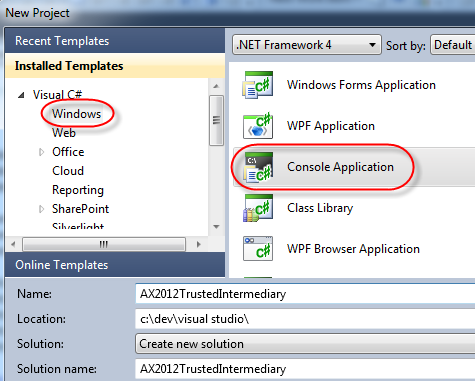 New Project
Recent Templates
Installed Templates
Visual C#
Windows
Web
Office
Cloud
Reporting
SharePoint
Silverlight
Online Templates
.NET Framework 4
Sort by: Default
Windows Forms Application
WPF Application
Console Application
Class Library
WPF Browser Application
Name: AX2012TrustedIntermediary
Location: c:\dev\visual studio\
Solution: Create new solution
Solution name: AX2012TrustedIntermediary